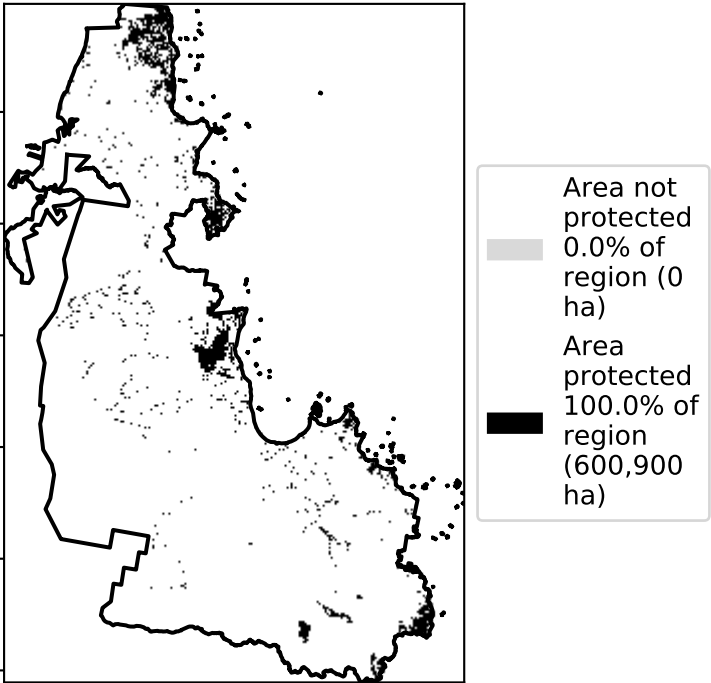 Area not
protected
0.0% of
region (0
ha)
Area
protected
100.0% of
region
(600,900
ha)